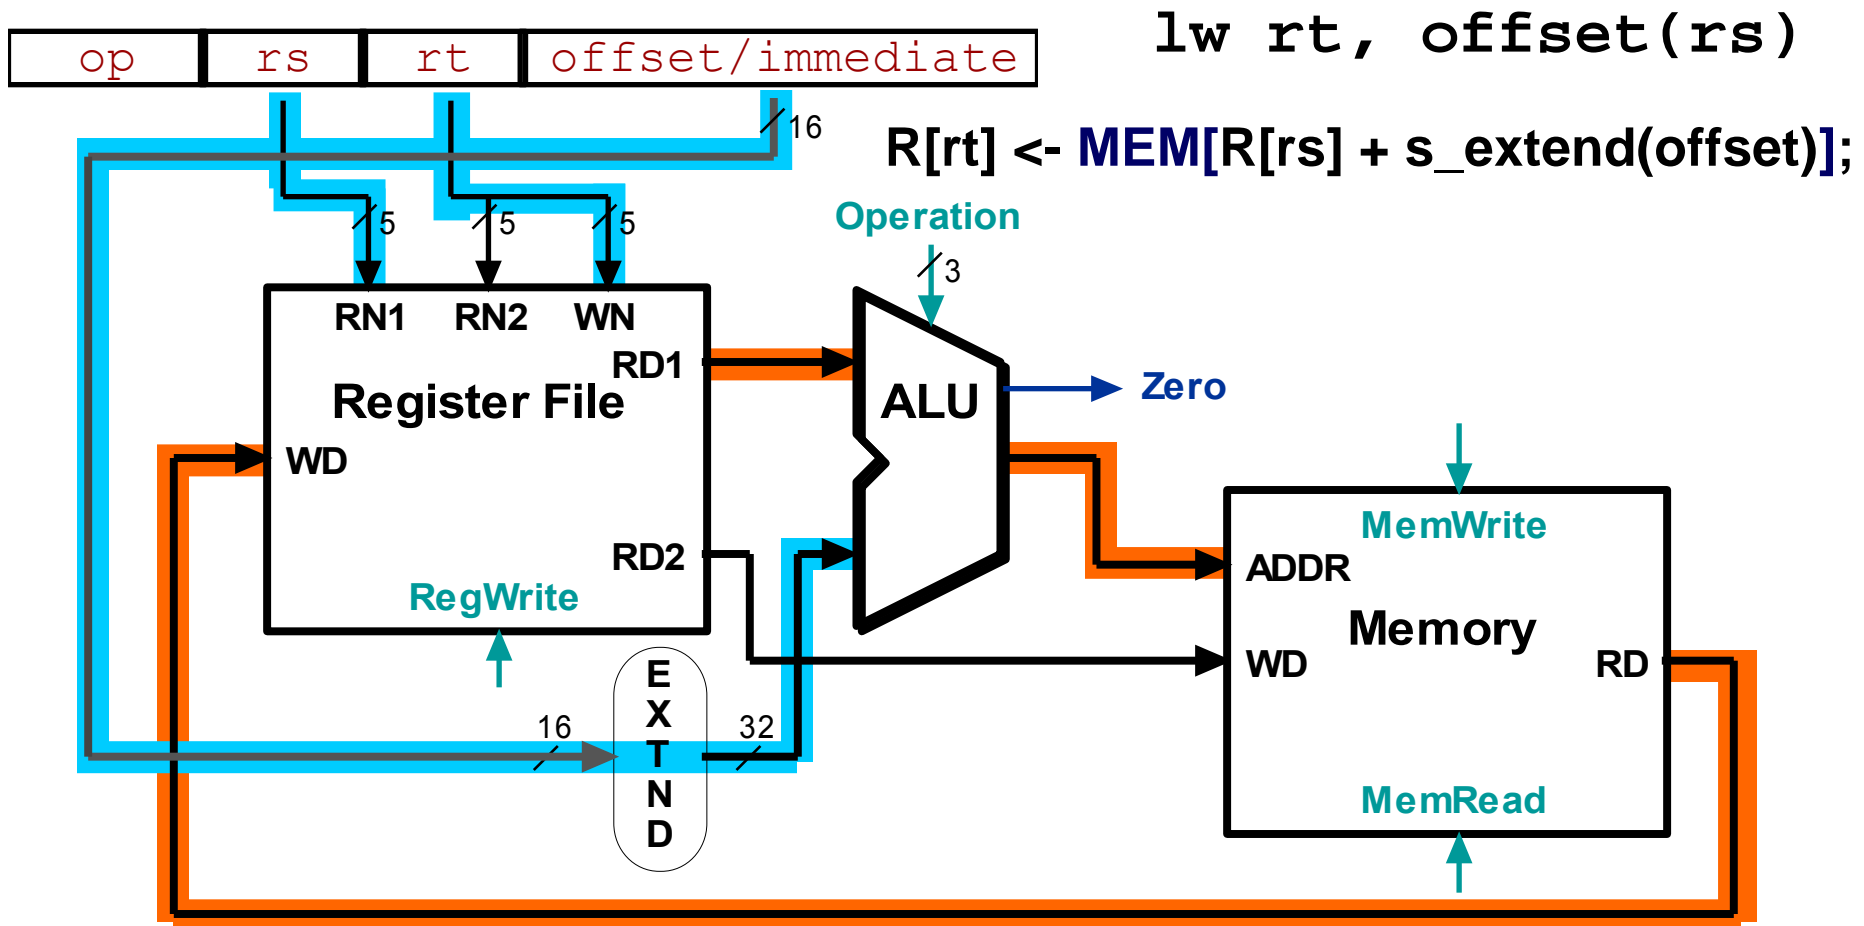 lw rt, offset(rs)
op rs rt offset/immediate
16
R[rt] <- MEM[R[rs] + s_extend(offset)];
5 5 5
Operation
3
RN1 RN2 WN
RD1
Register File
ALU
Zero
WD
MemWrite
RD2
ADDR
RegWrite
Memory
WD
RD
16
EXTND
32
MemRead